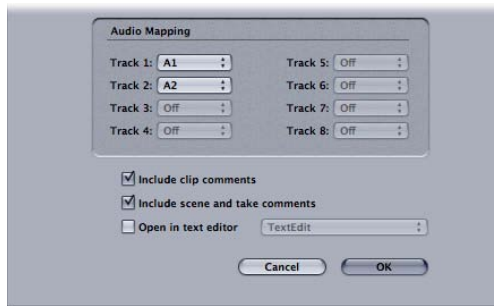 Audio Mapping
Track 1: A1 Track 5: Off
Track 2: A2 Track 6: Off
Track 3: Off Track 7: Off
Track 4: Off Track 8: Off
Include clip comments
Include scene and take comments
Open in text editor TextEdit
Cancel OK